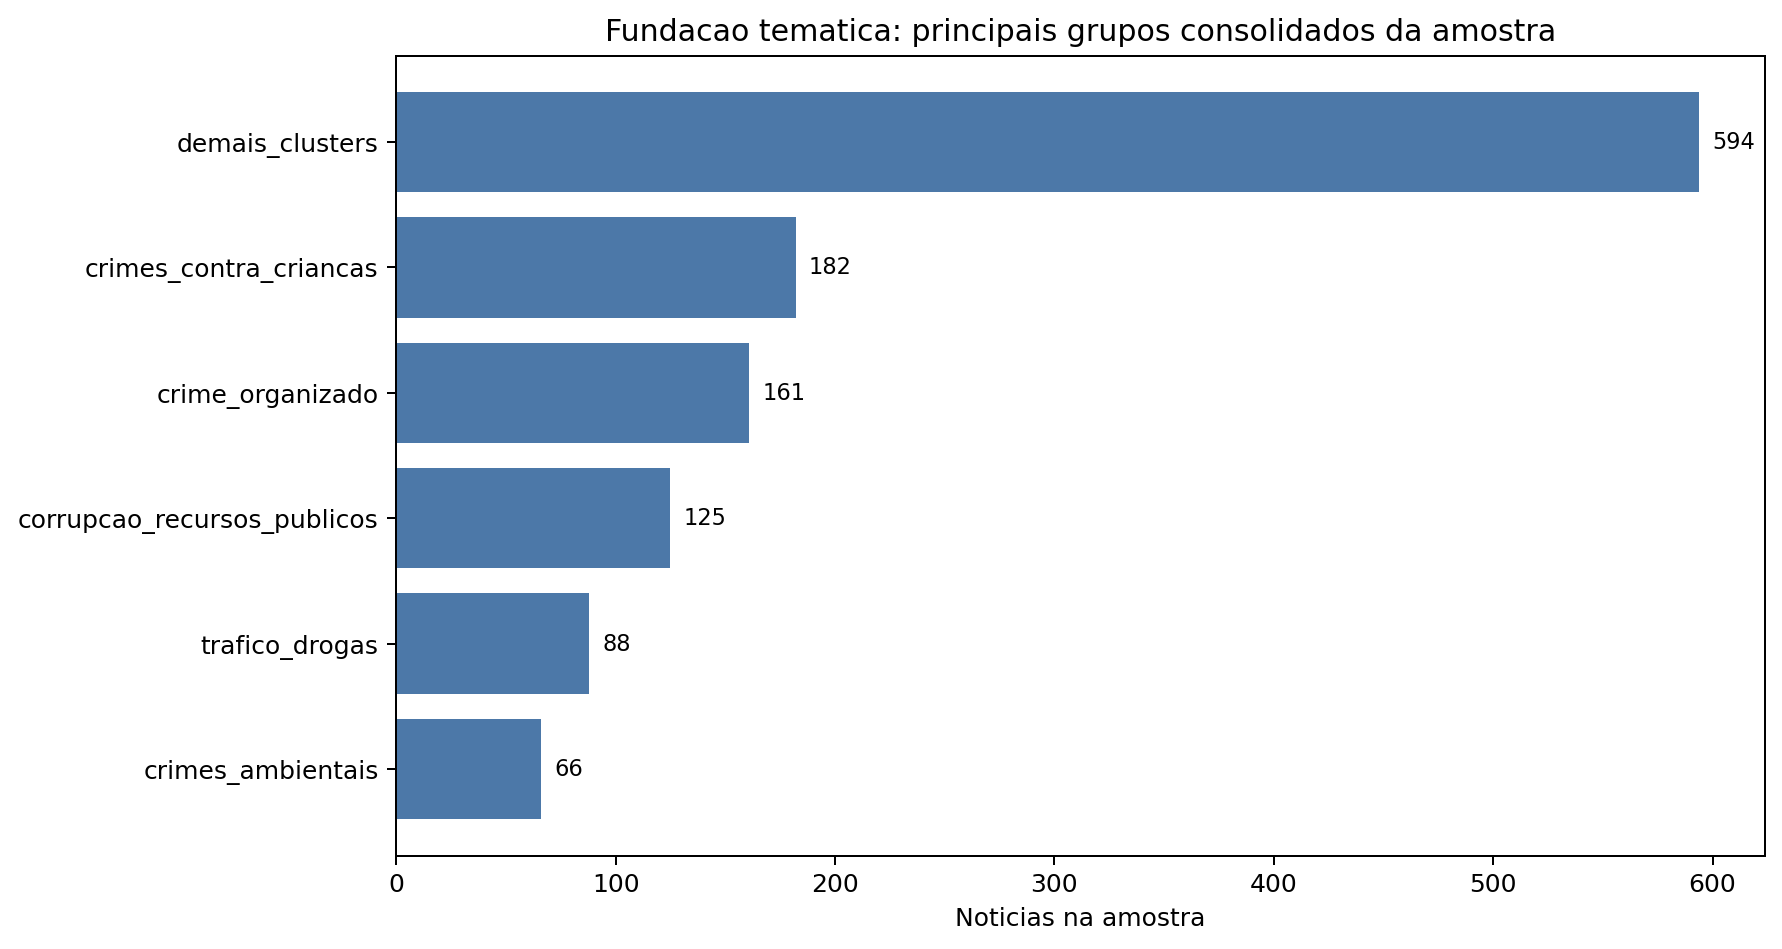 Fundacao tematica: principais grupos consolidados da amostra
demais_clusters
594
crimes_contra_criancas
182
crime_organizado
161
corrupcao_recursos_publicos
125
trafico_drogas
88
crimes_ambientais
66
0 100 200 300 400 500 600
Noticias na amostra